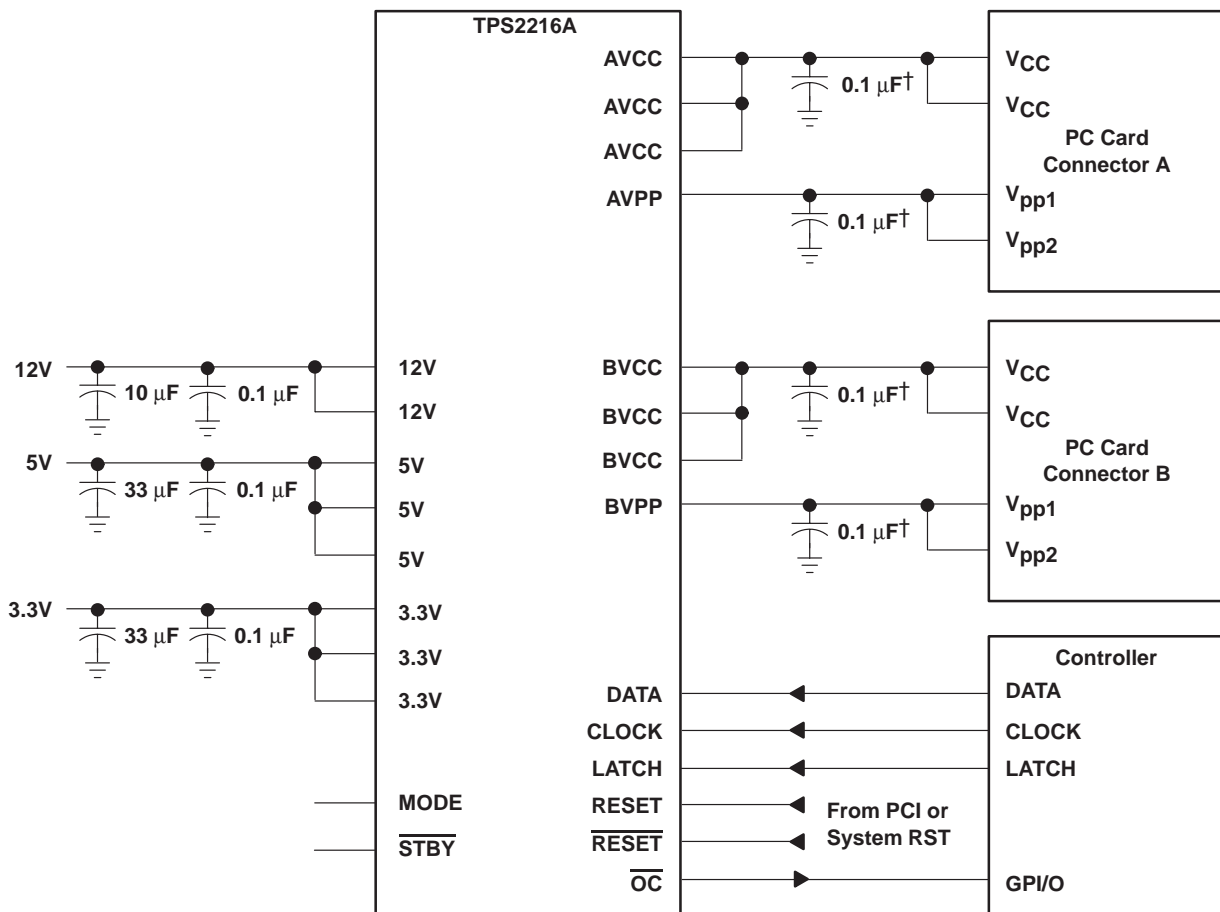 TPS2216A
AVCC
AVCC
AVCC
AVPP
0.1 μF†
0.1 μF†
VCC
VCC
PC Card
Connector A
Vpp1
Vpp2
12V
10 μF
0.1 μF
12V
12V
5V
33 μF
0.1 μF
5V
5V
5V
3.3V
33 μF
0.1 μF
3.3V
3.3V
3.3V
BVCC
BVCC
BVCC
BVPP
0.1 μF†
0.1 μF†
VCC
VCC
PC Card
Connector B
Vpp1
Vpp2
MODE
STBY
DATA
CLOCK
LATCH
RESET
RESET
OC
From PCI or
System RST
Controller
DATA
CLOCK
LATCH
GPI/O